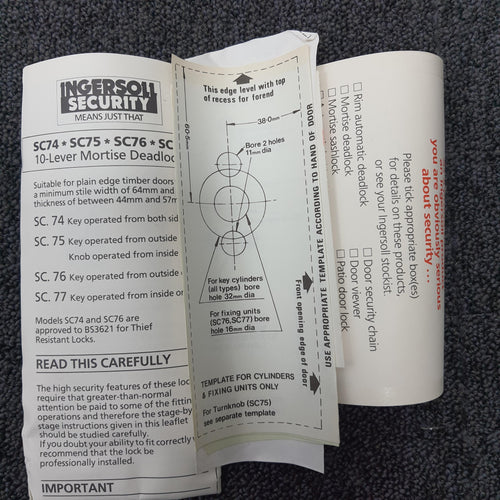 INGERSOLL
SECURITY
MEANS JUST THAT
SC74 * SC75 * SC76 * SC
10-Lever Mortise Deadloc
Suitable for plain edge timber doors
a minimum stile width of 64mm and
thickness of between 44mm and 57m
SC. 74 Key operated from both sid
SC. 75 Key operated from outside
Knob operated from inside
SC. 76 Key operated from outside
SC. 77 Key operated from inside or
Models SC74 and SC76 are
approved to BS3621 for Thief
Resistant Locks.
READ THIS CAREFULLY
The high security features of these loc
require that greater-than-normal
attention be paid to some of the fittin
operations and therefore the stage-by
stage instructions given in this leaflet
should be studied carefully.
If you doubt your ability to fit correctly
recommend that the lock be
professionally installed.
IMPORTANT
This edge level with top
of recess for forend
60·5m
38·0mm
Bore 2 holes
11mm dia
For key cylinders
(all types) bore
hole 32mm dia
For fixing units
(SC76.SC77) bore
hole 16mm dia
TEMPLATE FOR CYLINDERS
& FIXING UNITS ONLY
For Turnknob (SC75)
see separate template
Front opening edge of door
USE APPROPRIATE TEMPLATE ACCORDING TO HAND OF DOOR
you are obviously serious
about security ...
Please tick appropriate box(es)
for details on these products,
or see your Ingersoll stockist.
Rim automatic deadlock
Mortise deadlock
Mortise sashlock
Door security chain
Door viewer
Patio door lock